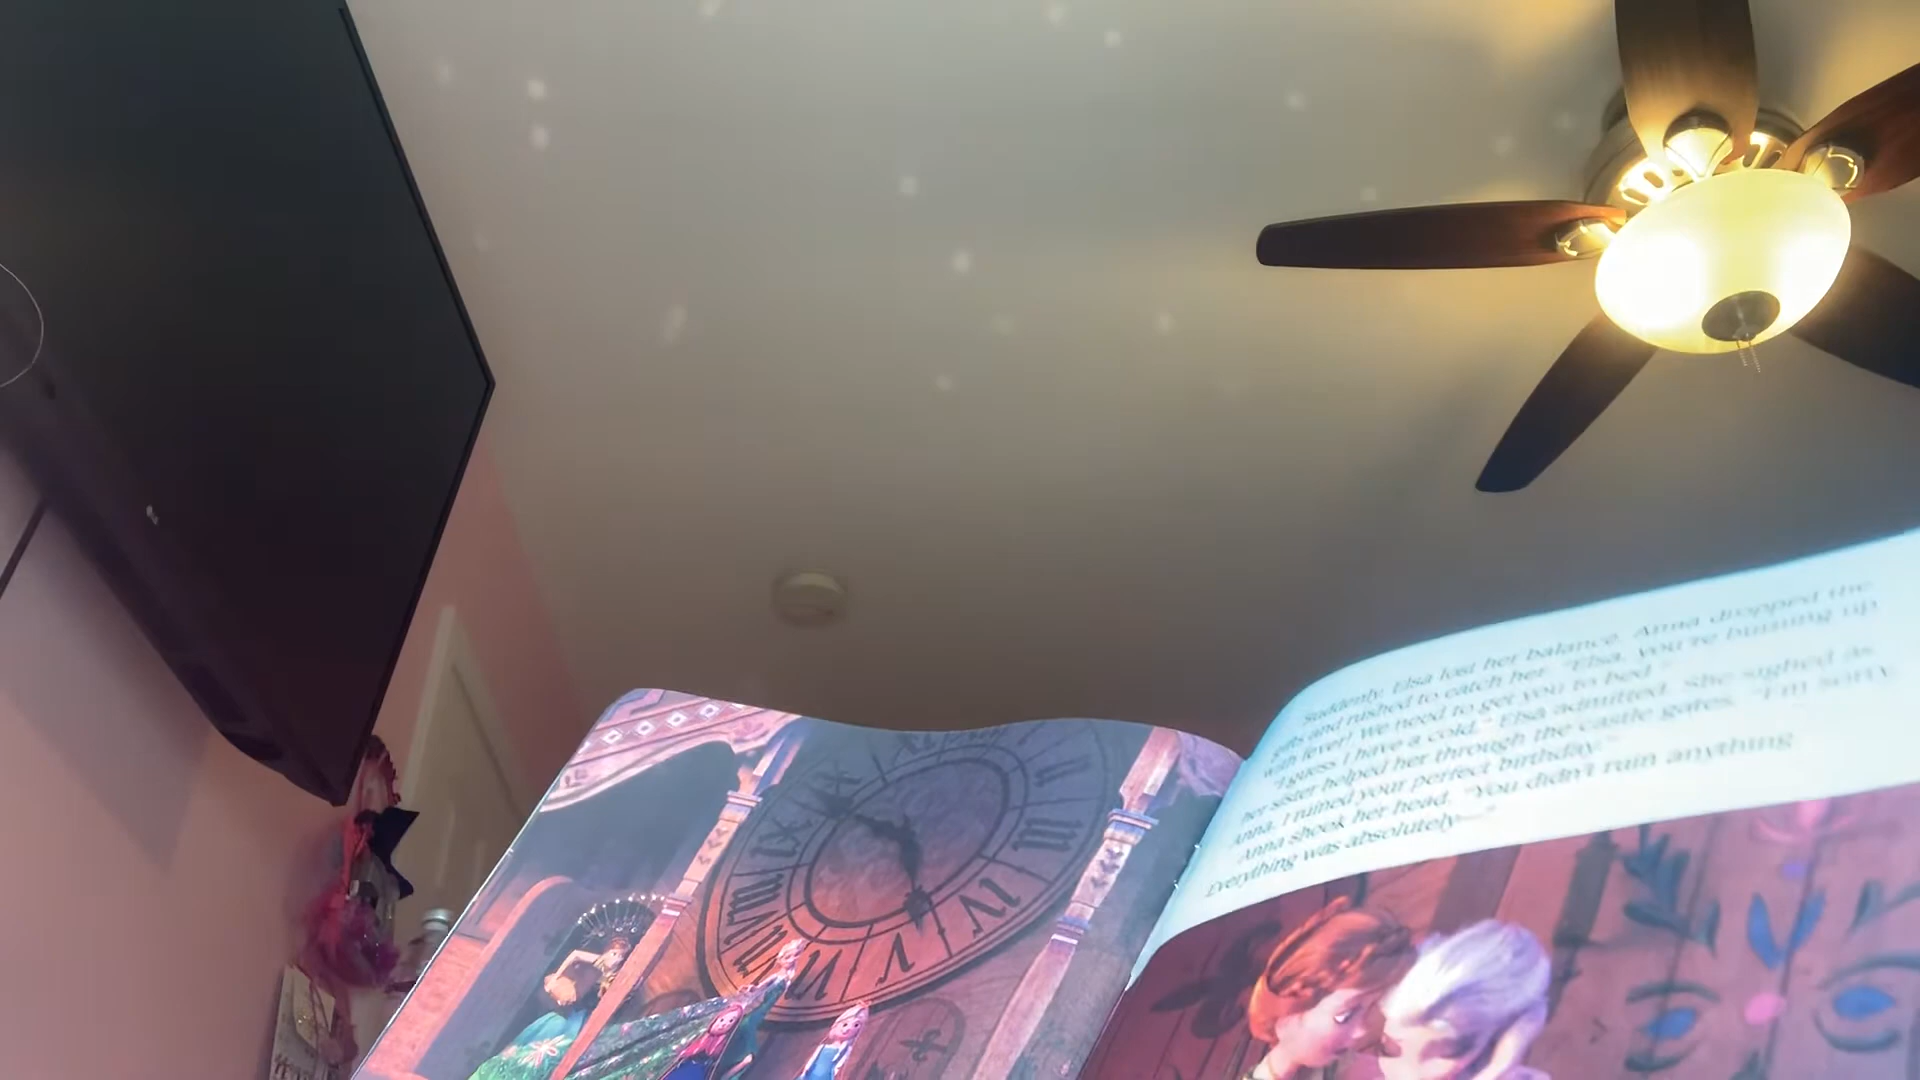 Suddenly, Elsa lost her balance. Anna dropped the
gifts and rushed to catch her. "Elsa, you're burning up
with fever! We need to get you to bed."
"I guess I have a cold," Elsa admitted. She sighed as
her sister helped her through the castle gates. "I'm sorry,
Anna. I ruined your perfect birthday."
Anna shook her head. "You didn't ruin anything.
Everything was absolutely—"